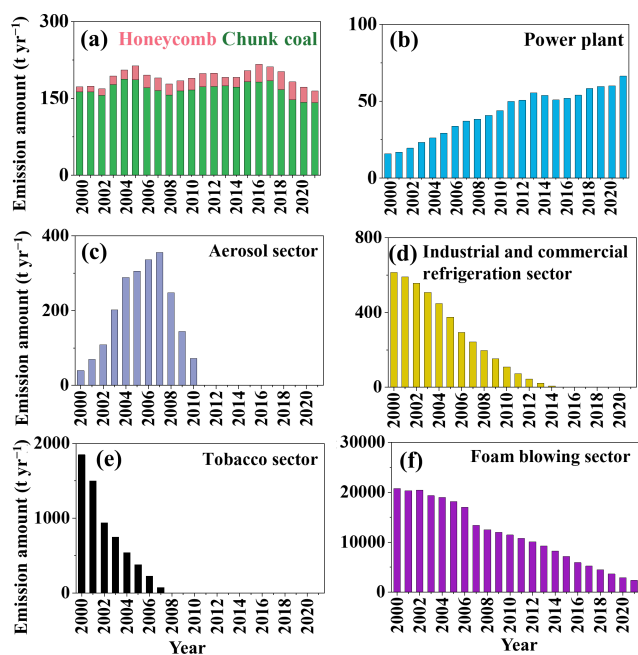 (a) Honeycomb Chunk coal
Emission amount (t yr⁻¹)
300
150
0
2000 2002 2004 2006 2008 2010 2012 2014 2016 2018 2020
(b) Power plant
100
50
0
2000 2002 2004 2006 2008 2010 2012 2014 2016 2018 2020
(c) Aerosol sector
Emission amount (t yr⁻¹)
400
200
0
2000 2002 2004 2006 2008 2010 2012 2014 2016 2018 2020
(d) Industrial and commercial
refrigeration sector
800
400
0
2000 2002 2004 2006 2008 2010 2012 2014 2016 2018 2020
(e) Tobacco sector
Emission amount (t yr⁻¹)
2000
1000
0
2000 2002 2004 2006 2008 2010 2012 2014 2016 2018 2020
Year
(f) Foam blowing sector
30000
20000
10000
0
2000 2002 2004 2006 2008 2010 2012 2014 2016 2018 2020
Year